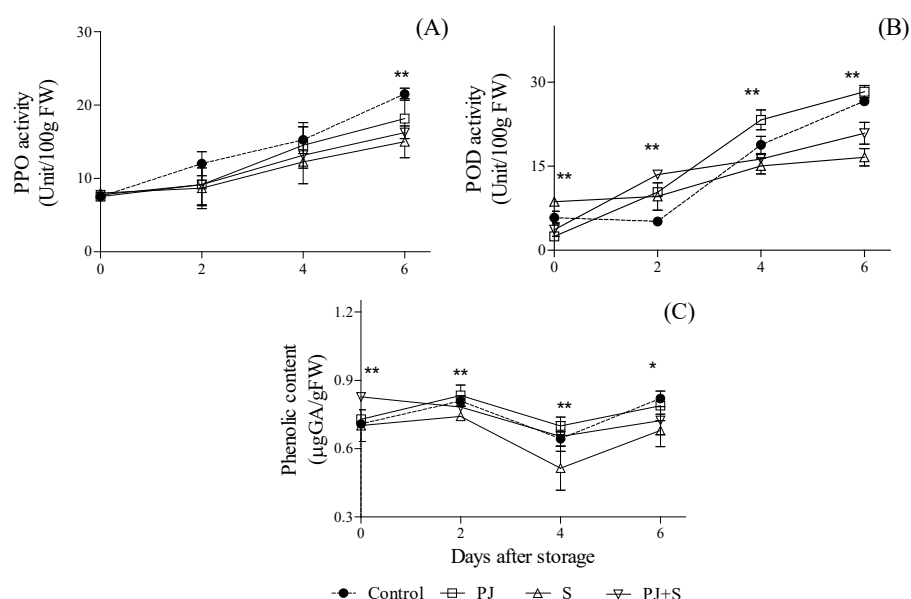 (A)
PPO activity
(Unit/100g FW)
30
20
10
0
**
0 2 4 6
(B)
POD activity
(Unit/100g FW)
30
15
0
** ** ** **
0 2 4 6
(C)
Phenolic content
(µgGA/gFW)
1.2
0.9
0.6
0.3
** ** ** *
0 2 4 6
Days after storage
Control PJ S PJ+S